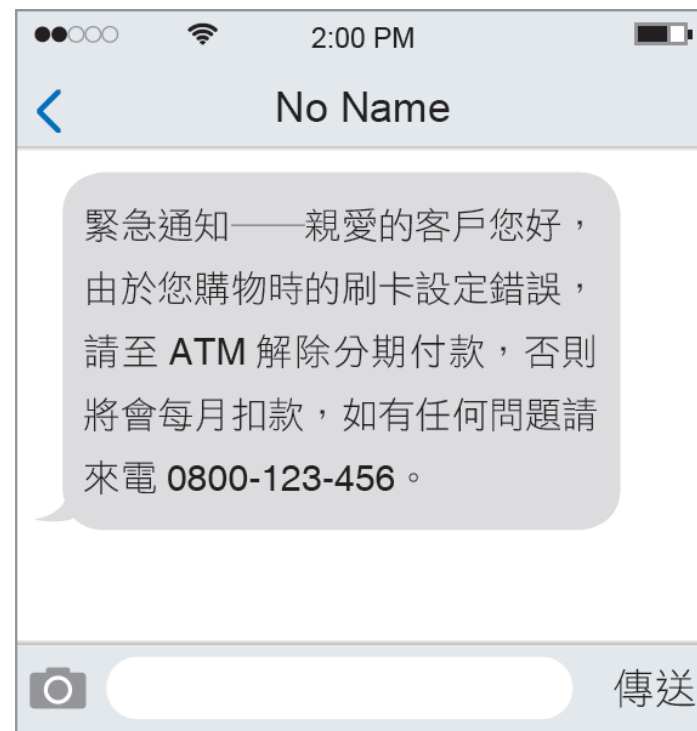 2:00 PM
No Name
緊急通知——親愛的客戶您好，
由於您購物時的刷卡設定錯誤，
請至 ATM 解除分期付款，否則
將會每月扣款，如有任何問題請
來電 0800-123-456。
傳送